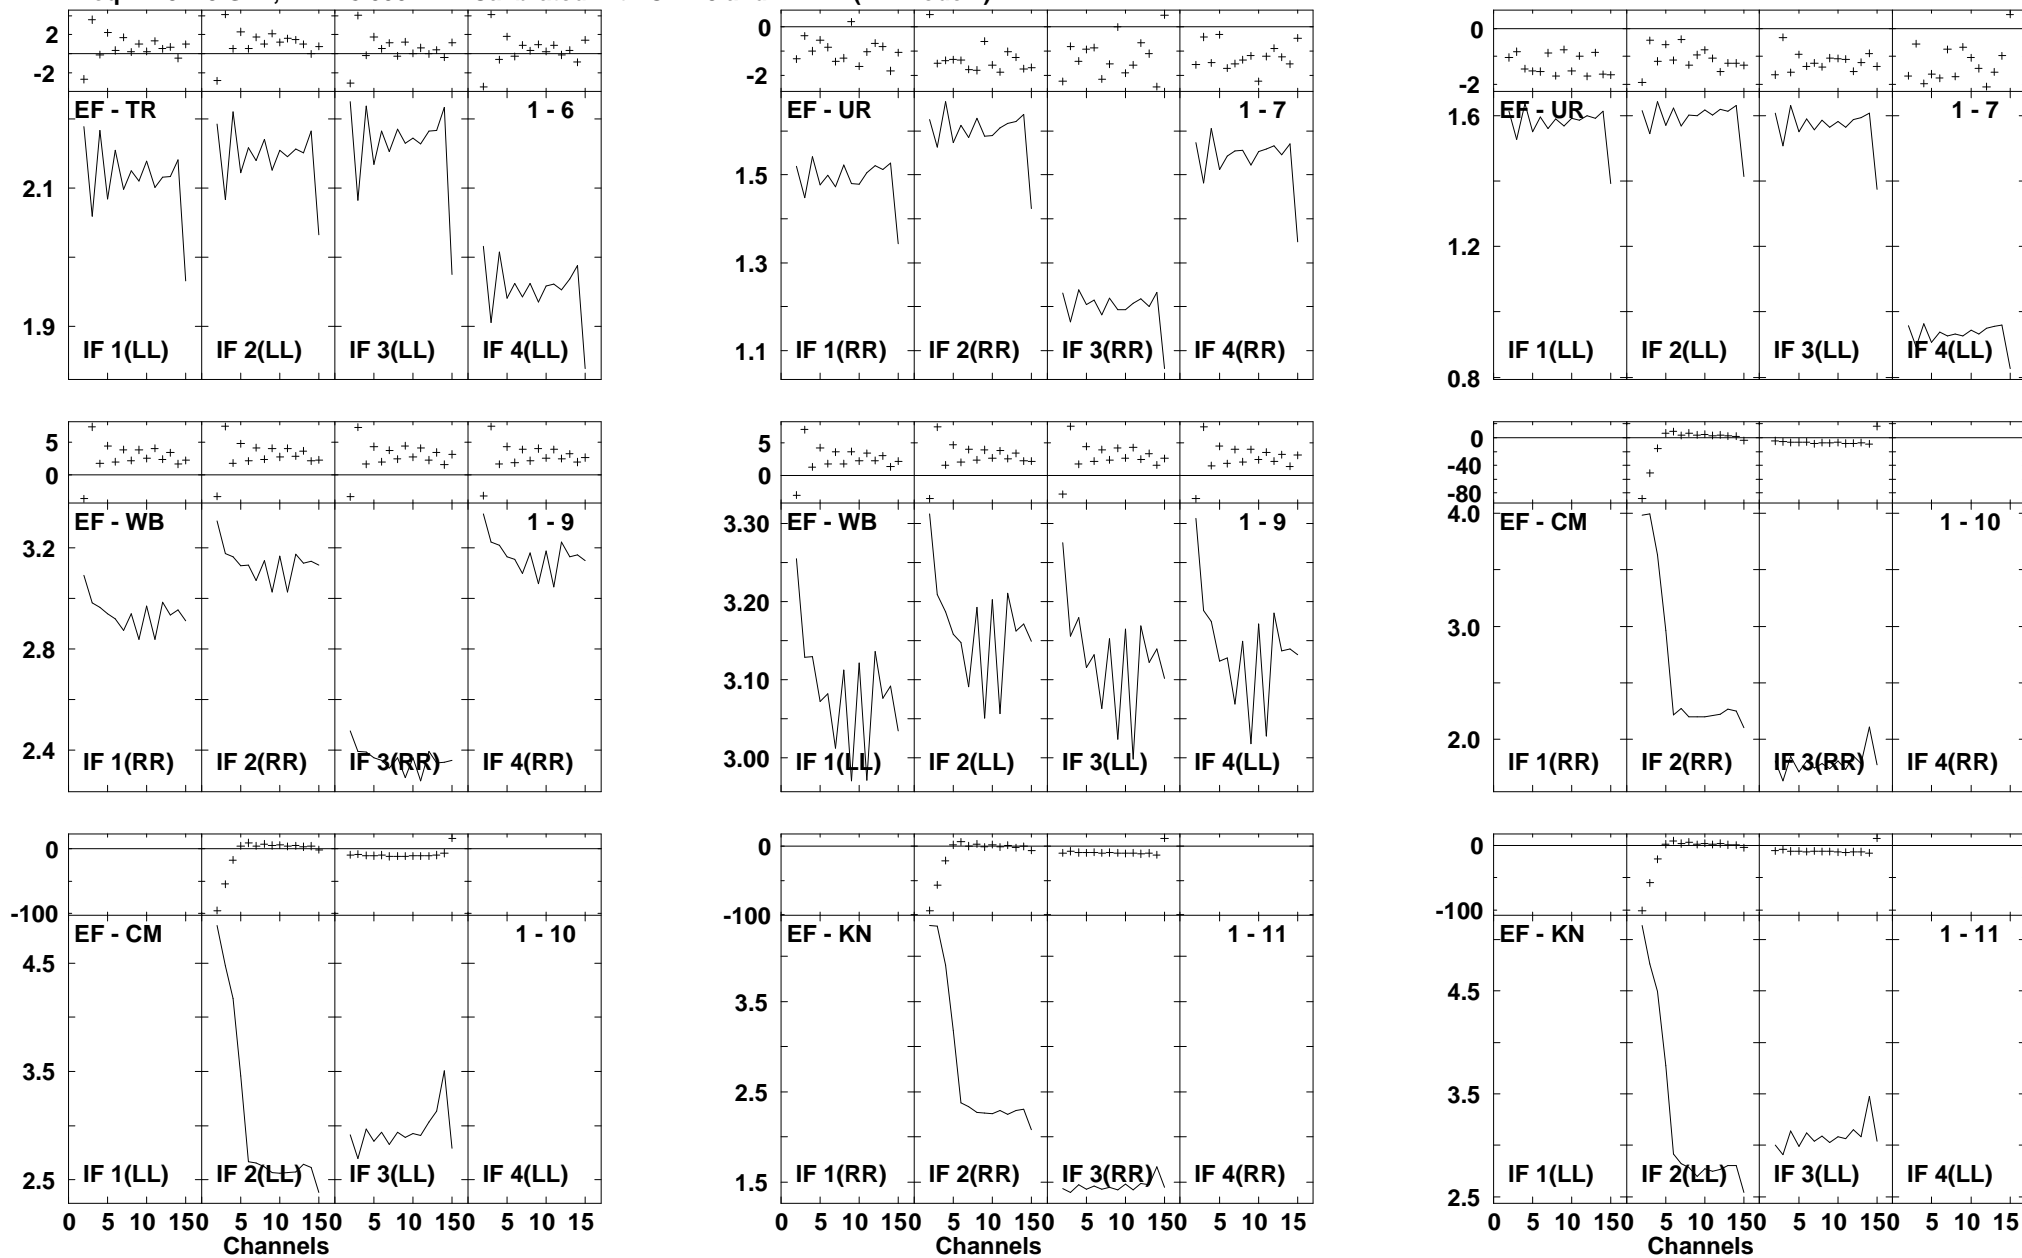 2
-2
EF - TR
1 - 6
2.1
1.9
IF 1(LL)
IF 2(LL)
IF 3(LL)
IF 4(LL)
0
-2
EF - UR
1 - 7
1.5
1.3
1.1
IF 1(RR)
IF 2(RR)
IF 3(RR)
IF 4(RR)
0
-2
EF - UR
1 - 7
1.6
1.2
0.8
IF 1(LL)
IF 2(LL)
IF 3(LL)
IF 4(LL)
5
0
EF - WB
1 - 9
3.2
2.8
2.4
IF 1(RR)
IF 2(RR)
IF 3(RR)
IF 4(RR)
5
0
EF - WB
1 - 9
3.30
3.20
3.10
3.00
IF 1(LL)
IF 2(LL)
IF 3(LL)
IF 4(LL)
0
-40
-80
EF - CM
1 - 10
4.0
3.0
2.0
IF 1(RR)
IF 2(RR)
IF 3(RR)
IF 4(RR)
0
-100
EF - CM
1 - 10
4.5
3.5
2.5
IF 1(LL)
IF 2(LL)
IF 3(LL)
IF 4(LL)
0 5 10 150 5 10 150 5 10 150 5 10 15
Channels
0
-100
EF - KN
1 - 11
3.5
2.5
1.5
IF 1(RR)
IF 2(RR)
IF 3(RR)
IF 4(RR)
0 5 10 150 5 10 150 5 10 150 5 10 15
Channels
0
-100
EF - KN
1 - 11
4.5
3.5
2.5
IF 1(LL)
IF 2(LL)
IF 3(LL)
IF 4(LL)
0 5 10 150 5 10 150 5 10 150 5 10 15
Channels